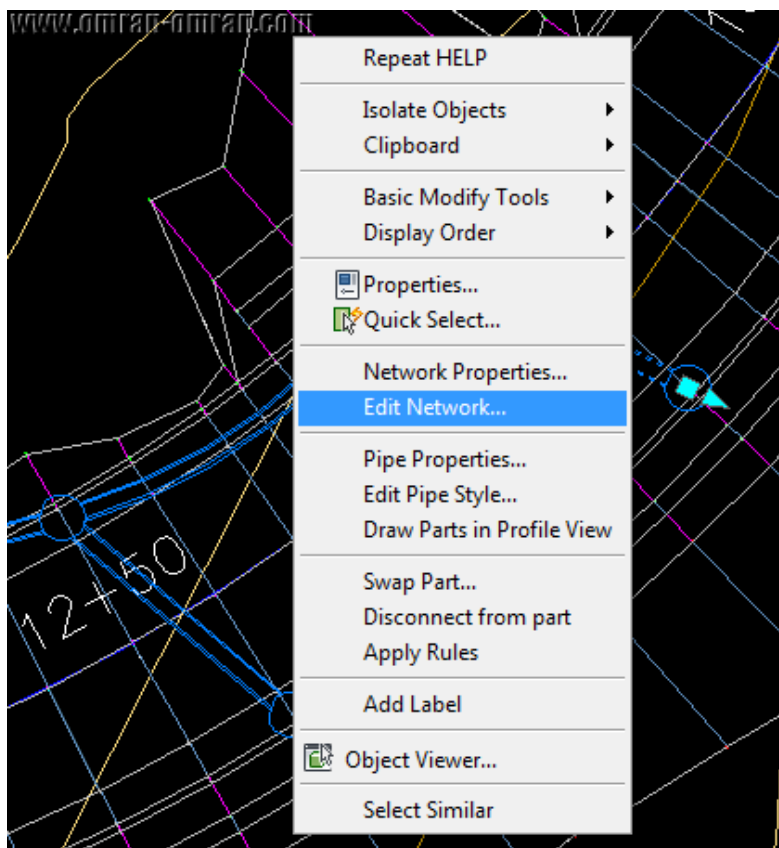 www.omran-omran.com
Repeat HELP
Isolate Objects
Clipboard
Basic Modify Tools
Display Order
Properties...
Quick Select...
Network Properties...
Edit Network...
Pipe Properties...
Edit Pipe Style...
Draw Parts in Profile View
Swap Part...
Disconnect from part
Apply Rules
Add Label
Object Viewer...
Select Similar
12+50